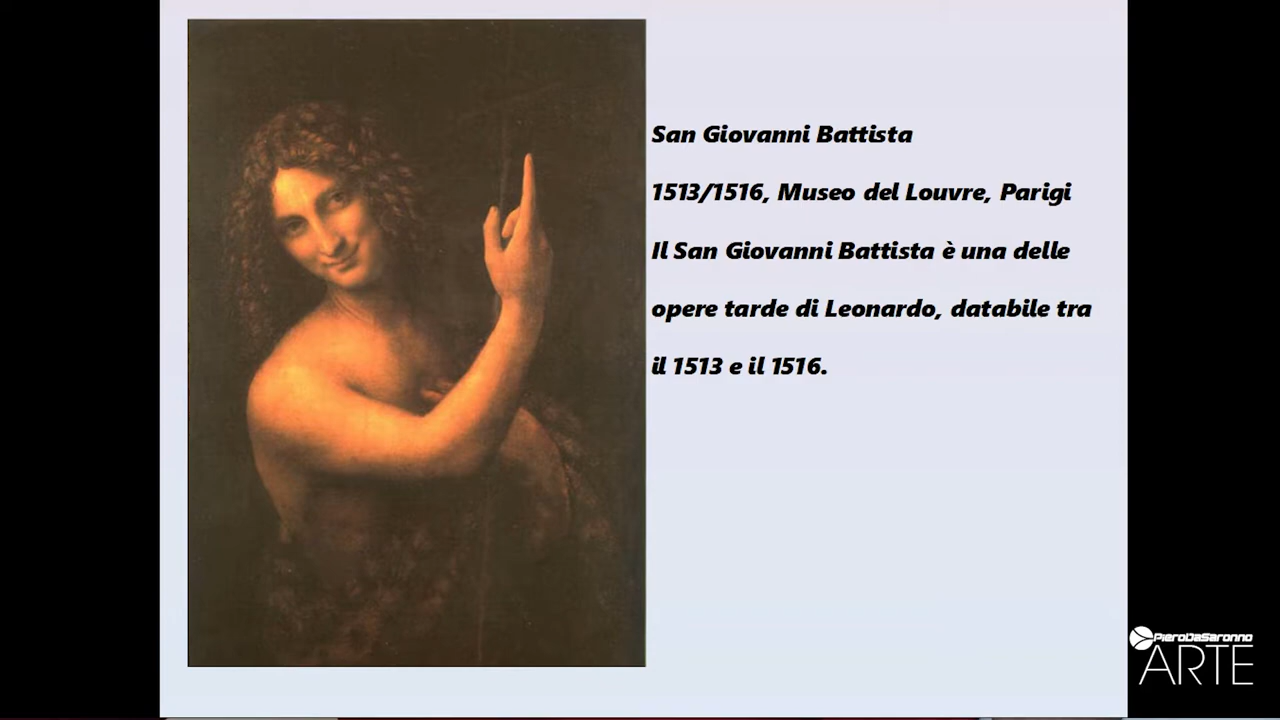 San Giovanni Battista
1513/1516, Museo del Louvre, Parigi
Il San Giovanni Battista è una delle
opere tarde di Leonardo, databile tra
il 1513 e il 1516.
PieroDaSaronno
ARTE